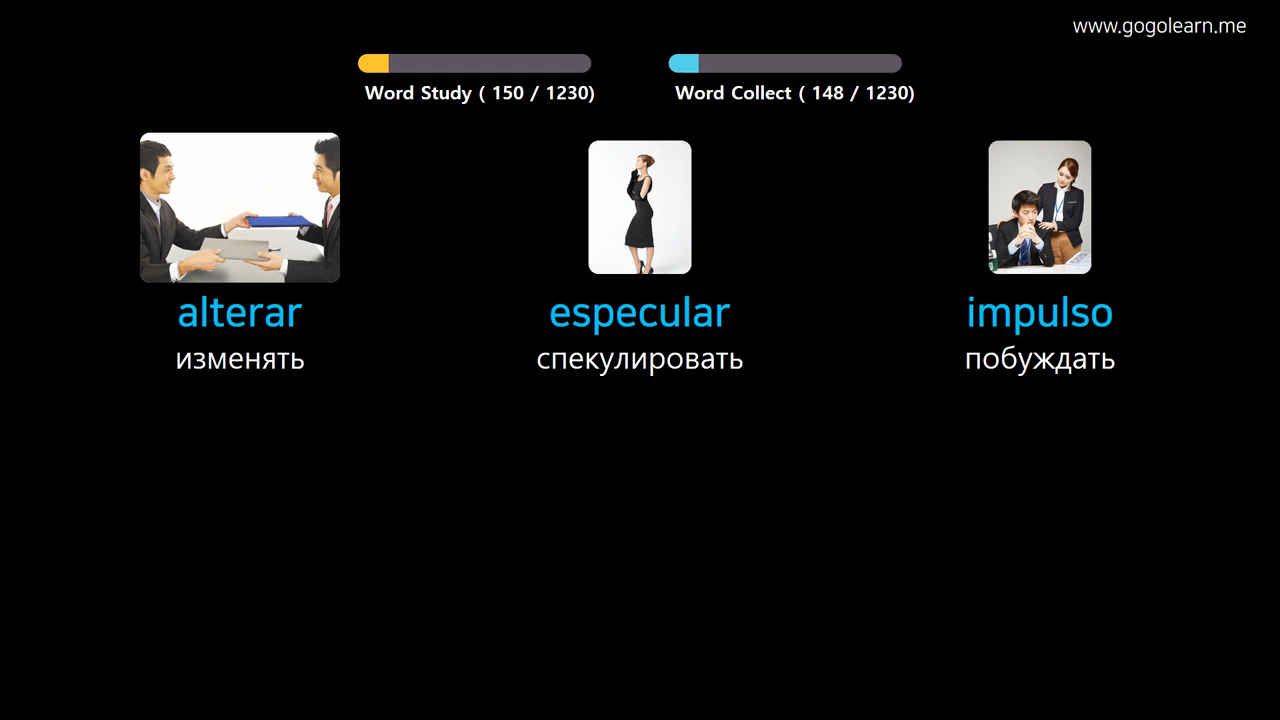 www.gogolearn.me
Word Study ( 150 / 1230)
Word Collect ( 148 / 1230)
alterar
изменять
especular
спекулировать
impulso
побуждать